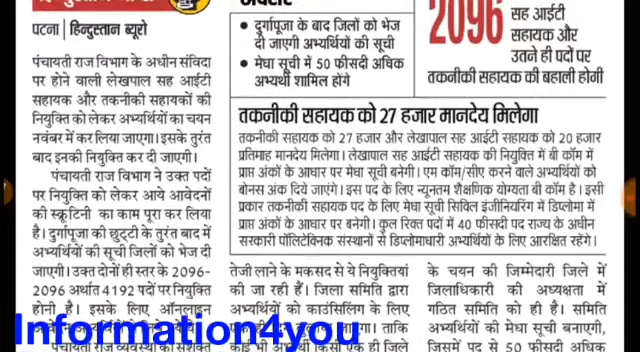 पटना | हिन्दुस्तान ब्यूरो
पंचायती राज विभाग के अधीन संविदा
पर होने वाली लेखपाल सह आईटी
सहायक और तकनीकी सहायकों की
नियुक्ति को लेकर अभ्यर्थियों का चयन
नवंबर में कर लिया जाएगा। इसके तुरंत
बाद इनकी नियुक्ति कर दी जाएगी।
पंचायती राज विभाग ने उक्त पदों
पर नियुक्ति को लेकर आये आवेदनों
की स्क्रूटिनी का काम पूरा कर लिया
है। दुर्गापूजा की छुट्टी के तुरंत बाद में
अभ्यर्थियों की सूची जिलों को भेज दी
जाएगी। उक्त दोनों ही स्तर के 2096-
2096 अर्थात 4192 पदों पर नियुक्ति
होनी है। इसके लिए ऑनलाइन
पंचायती राज व्यवस्था को सशक्त
• दुर्गापूजा के बाद जिलों को भेज
दी जाएगी अभ्यर्थियों की सूची
• मेधा सूची में 50 फीसदी अधिक
अभ्यर्थी शामिल होंगे
2096 सह आईटी
सहायक और
उतने ही पदों पर
तकनीकी सहायक की बहाली होगी
तकनीकी सहायक को 27 हजार मानदेय मिलेगा
तकनीकी सहायक को 27 हजार और लेखापाल सह आईटी सहायक को 20 हजार
प्रतिमाह मानदेय मिलेगा। लेखपाल सह आईटी सहायक की नियुक्ति में बी कॉम में
प्राप्त अंकों के आधार पर मेधा सूची बनेगी। एम कॉम/सीए करने वाले अभ्यर्थियों को
बोनस अंक दिये जाएंगे। इस पद के लिए न्यूनतम शैक्षणिक योग्यता बी कॉम है। इसी
प्रकार तकनीकी सहायक पद के लिए मेधा सूची सिविल इंजीनियरिंग में डिप्लोमा में
प्राप्त अंकों के आधार पर बनेगी। कुल रिक्त पदों में 40 फीसदी पद राज्य के अधीन
सरकारी पॉलिटेक्निक संस्थानों से डिप्लोमाधारी अभ्यर्थियों के लिए आरक्षित रहेंगे।
तेजी लाने के मकसद से ये नियुक्तियां
की जा रही हैं। जिला समिति द्वारा
अभ्यर्थियों को काउंसिलिंग के लिए
ताकि
कोई भी अभ्यर्थी किसी एक ही जिले
के चयन की जिम्मेदारी जिले में
जिलाधिकारी की अध्यक्षता में
गठित समिति को ही है। समिति
अभ्यर्थियों की मेधा सूची बनाएगी,
जिसमें पद से 50 फीसदी अधिक
Information4you